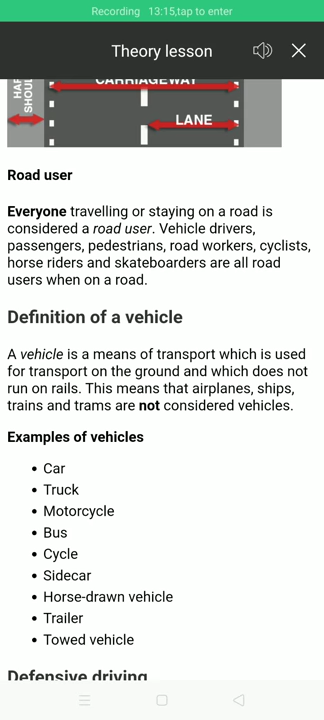 Recording 13:15,tap to enter
Theory lesson
CARRIAGEWAY
LANE
Road user
Everyone travelling or staying on a road is
considered a road user. Vehicle drivers,
passengers, pedestrians, road workers, cyclists,
horse riders and skateboarders are all road
users when on a road.
Definition of a vehicle
A vehicle is a means of transport which is used
for transport on the ground and which does not
run on rails. This means that airplanes, ships,
trains and trams are not considered vehicles.
Examples of vehicles
• Car
• Truck
• Motorcycle
• Bus
• Cycle
• Sidecar
• Horse-drawn vehicle
• Trailer
• Towed vehicle
Defensive driving